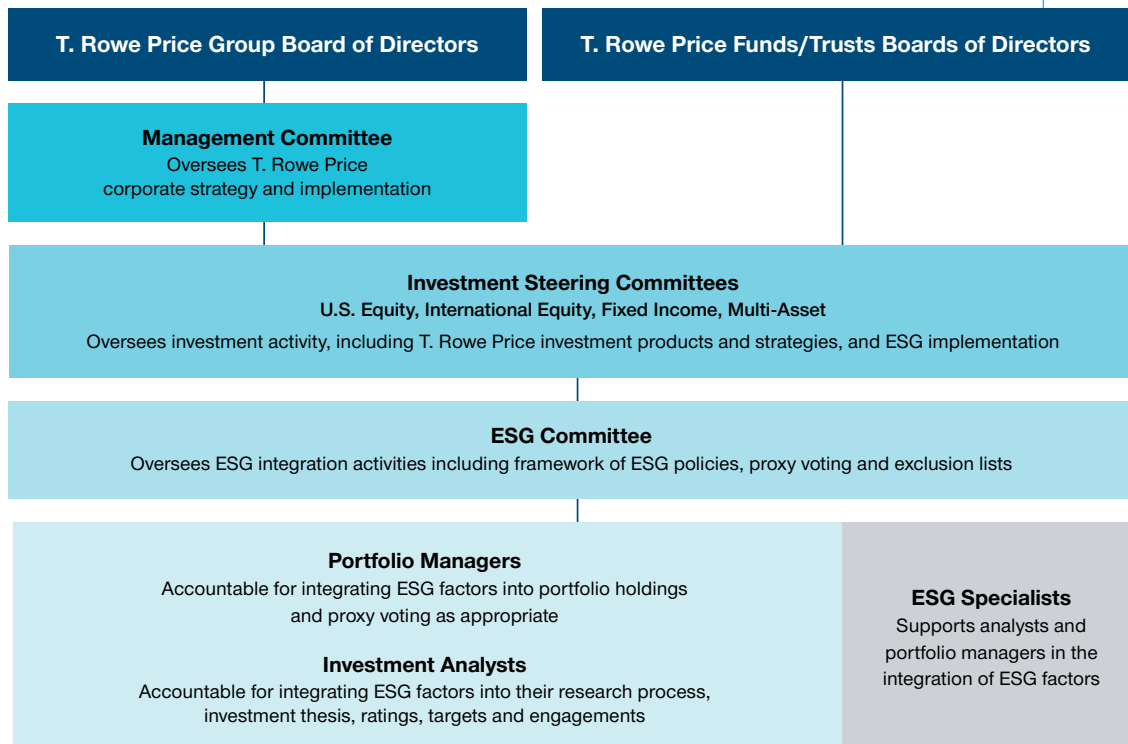 T. Rowe Price Group Board of Directors
T. Rowe Price Funds/Trusts Boards of Directors
Management Committee
Oversees T. Rowe Price
corporate strategy and implementation
Investment Steering Committees
U.S. Equity, International Equity, Fixed Income, Multi-Asset
Oversees investment activity, including T. Rowe Price investment products and strategies, and ESG implementation
ESG Committee
Oversees ESG integration activities including framework of ESG policies, proxy voting and exclusion lists
Portfolio Managers
Accountable for integrating ESG factors into portfolio holdings
and proxy voting as appropriate
Investment Analysts
Accountable for integrating ESG factors into their research process,
investment thesis, ratings, targets and engagements
ESG Specialists
Supports analysts and
portfolio managers in the
integration of ESG factors